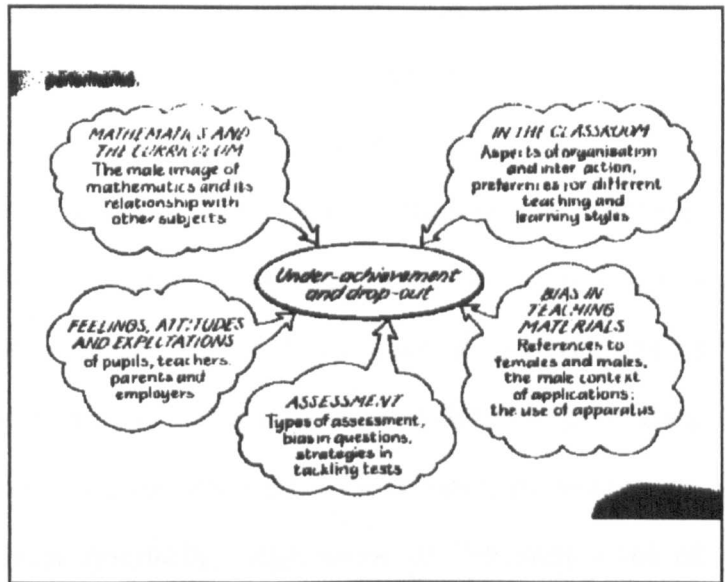 performance.
MATHEMATICS AND
THE CURRICULUM
The male image of
mathematics and its
relationship with
other subjects
IN THE CLASSROOM
Aspects of organisation
and inter action,
preferences for different
teaching and
learning styles
Under-achievement
and drop-out
FEELINGS, ATTITUDES
AND EXPECTATIONS
of pupils, teachers
parents and
employers
ASSESSMENT
Types of assessment,
bias in questions,
strategies in
tackling tests
BIAS IN
TEACHING
MATERIALS
References to
females and males,
the male context
of applications;
the use of apparatus